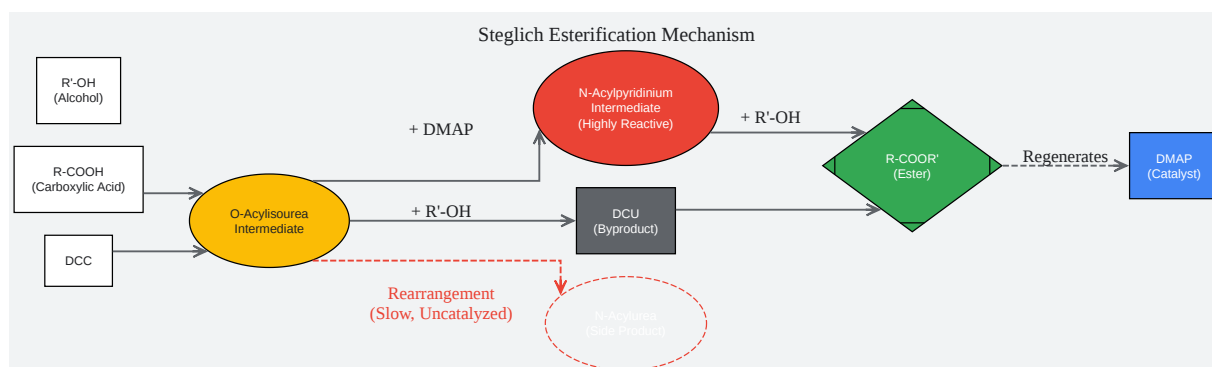 Steglich Esterification Mechanism
R'-OH
(Alcohol)
R-COOH
(Carboxylic Acid)
DCC
O-Acylisourea
Intermediate
+ DMAP
+ R'-OH
Rearrangement
(Slow, Uncatalyzed)
N-Acylpyridinium
Intermediate
(Highly Reactive)
DCU
(Byproduct)
N-Acylurea
(Side Product)
+ R'-OH
R-COOR'
(Ester)
Regenerates
DMAP
(Catalyst)